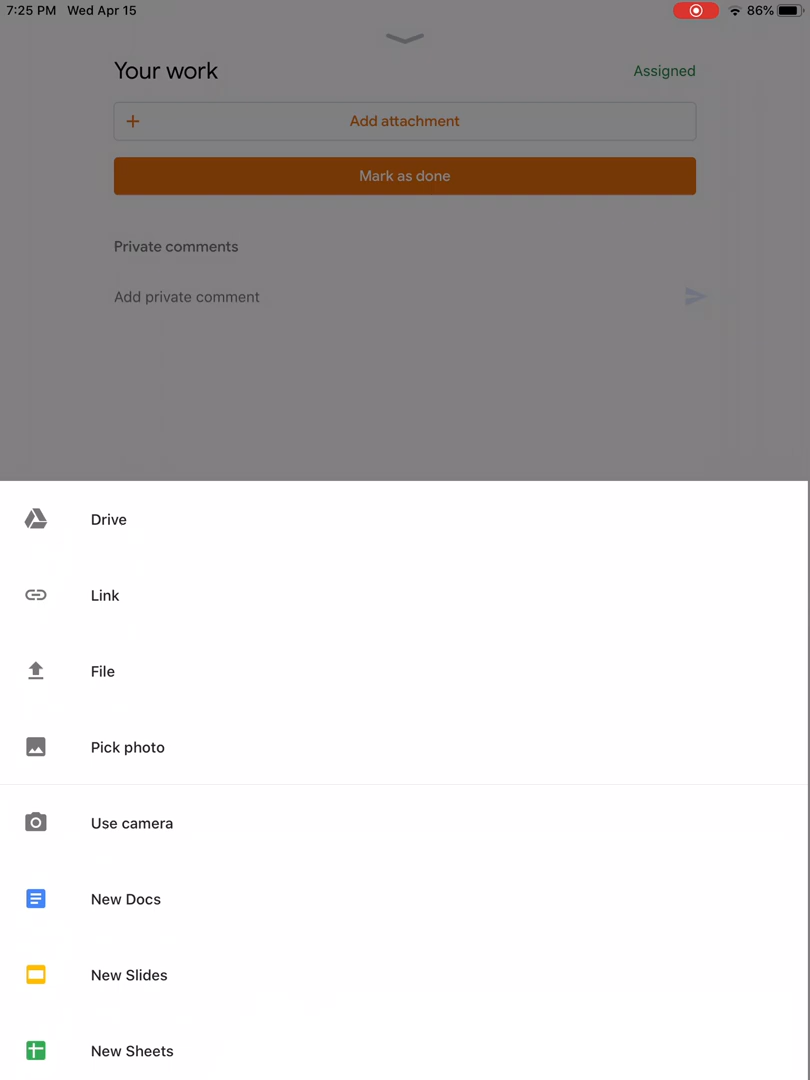 7:25 PM Wed Apr 15 86%
Your work Assigned
Add attachment
Mark as done
Private comments
Add private comment
Drive
Link
File
Pick photo
Use camera
New Docs
New Slides
New Sheets